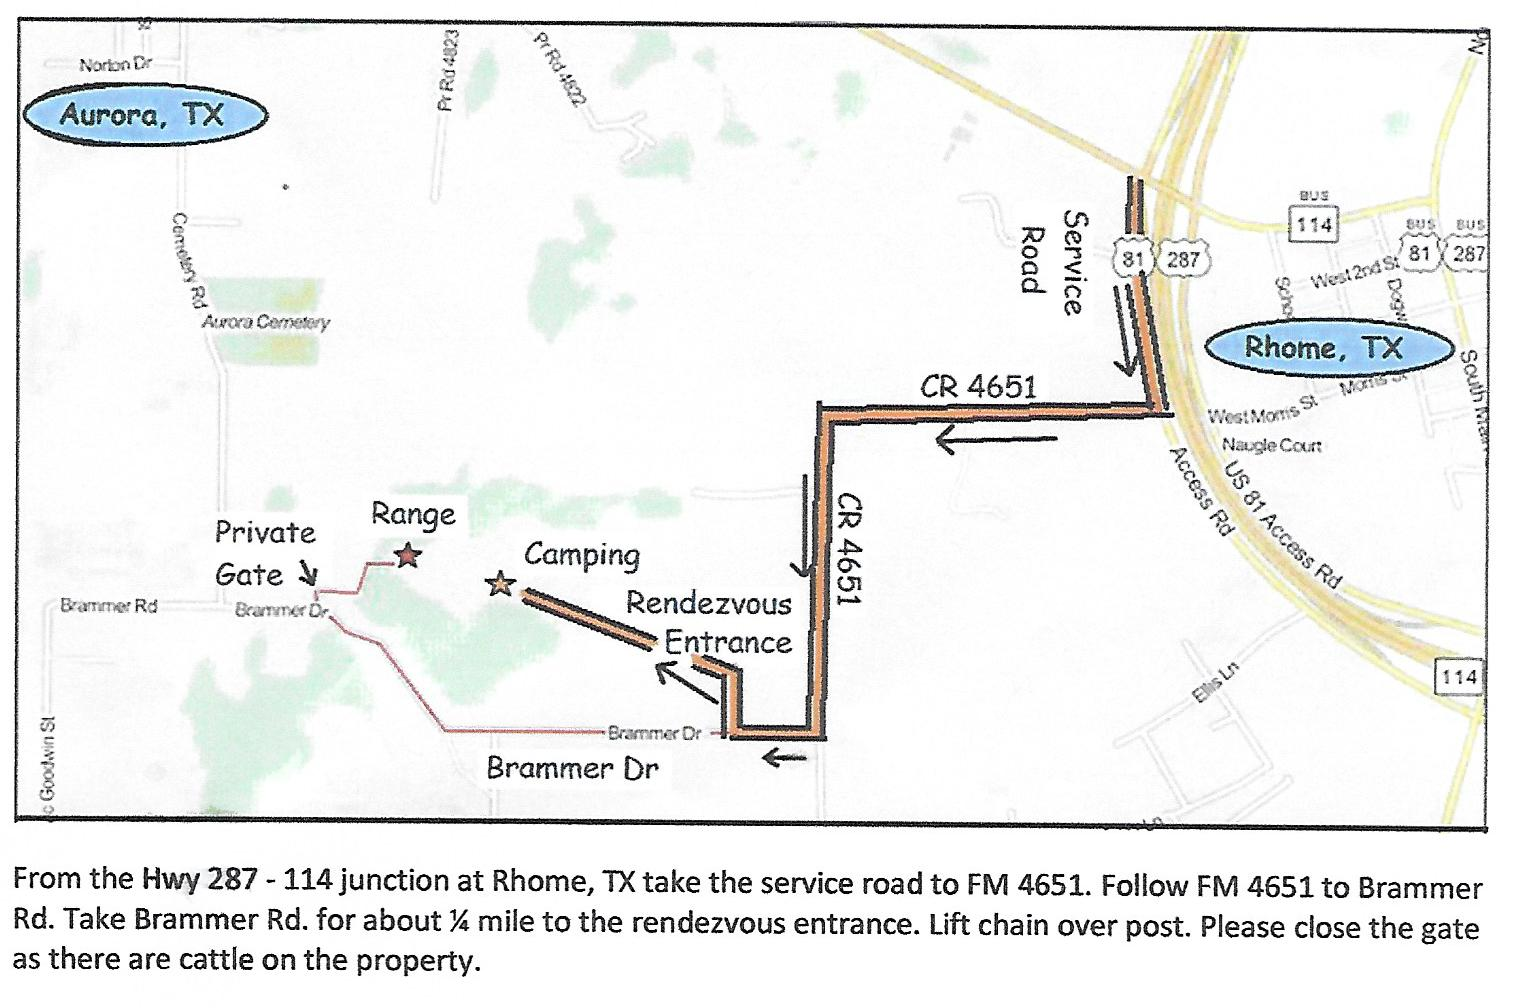 Norton Dr
Aurora, TX
Pr Rd 4823
Pr Rd 4822
Cemetery Rd
Aurora Cemetery
Service
Road
81
287
BUS
114
BUS
81
BUS
287
West 2nd St
Rhome, TX
Morris St
West Morris St
Naugle Court
South Main
CR 4651
Access Rd
US 81 Access Rd
CR 4651
Range
Private
Gate
Camping
Rendezvous
Entrance
Brammer Rd
Brammer Dr
Brammer Dr
Brammer Dr
Goodwin St
Ellis Ln
114
From the Hwy 287 - 114 junction at Rhome, TX take the service road to FM 4651. Follow FM 4651 to Brammer
Rd. Take Brammer Rd. for about ¼ mile to the rendezvous entrance. Lift chain over post. Please close the gate
as there are cattle on the property.